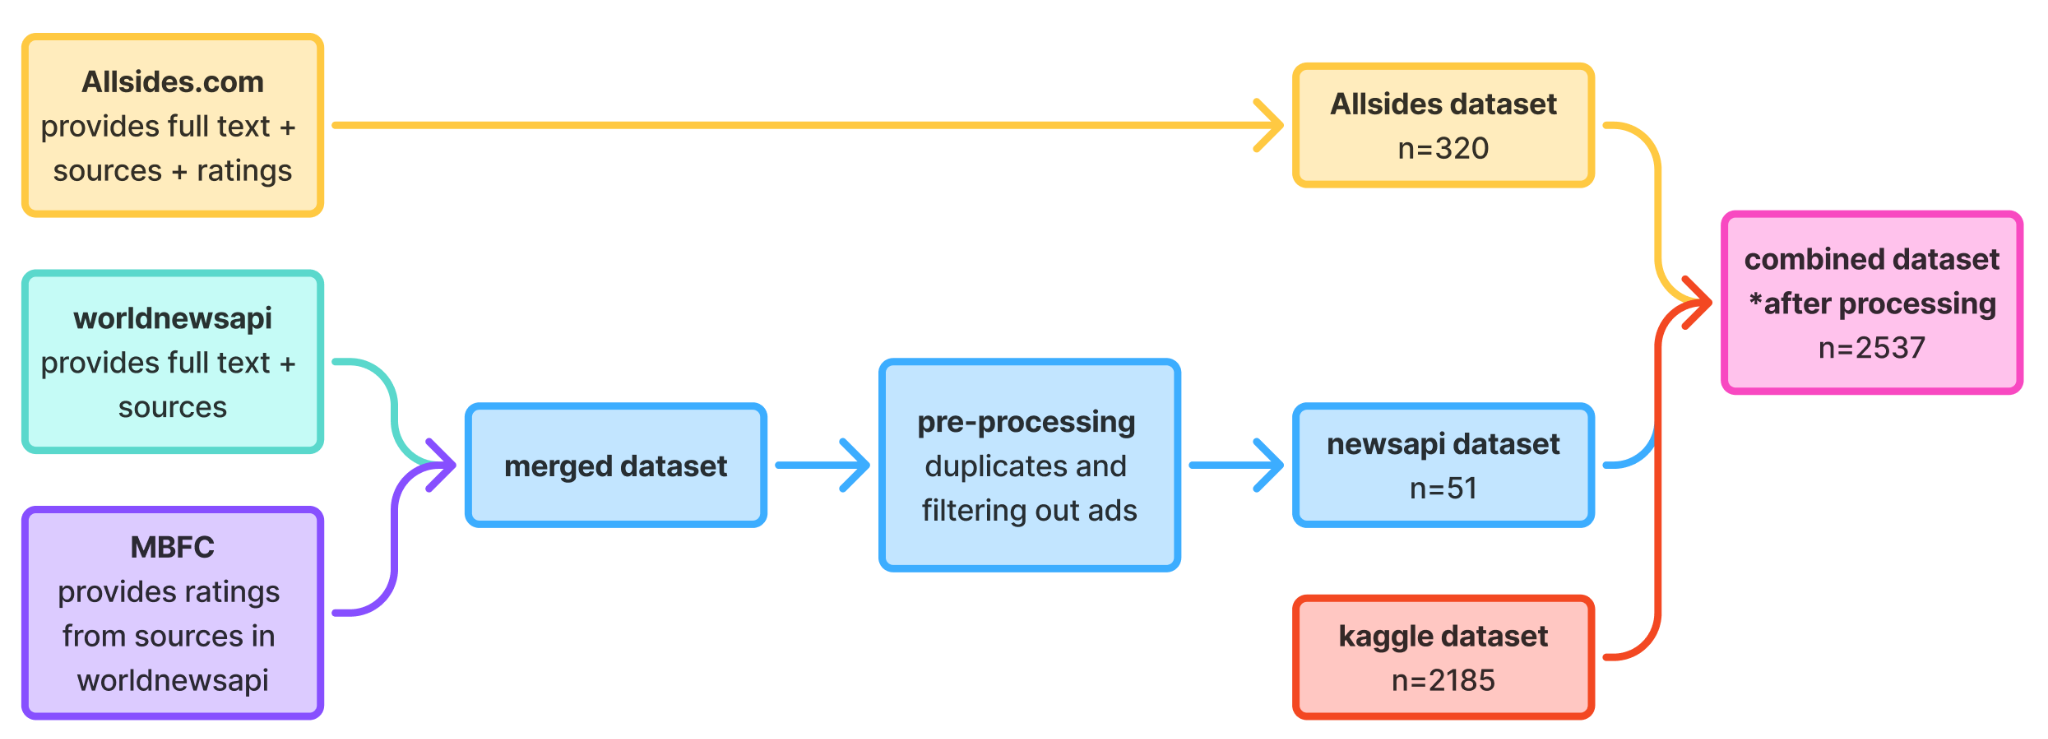 Allsides.com
provides full text +
sources + ratings
worldnewsapi
provides full text +
sources
MBFC
provides ratings
from sources in
worldnewsapi
merged dataset
pre-processing
duplicates and
filtering out ads
Allsides dataset
n=320
newsapi dataset
n=51
kaggle dataset
n=2185
combined dataset
*after processing
n=2537